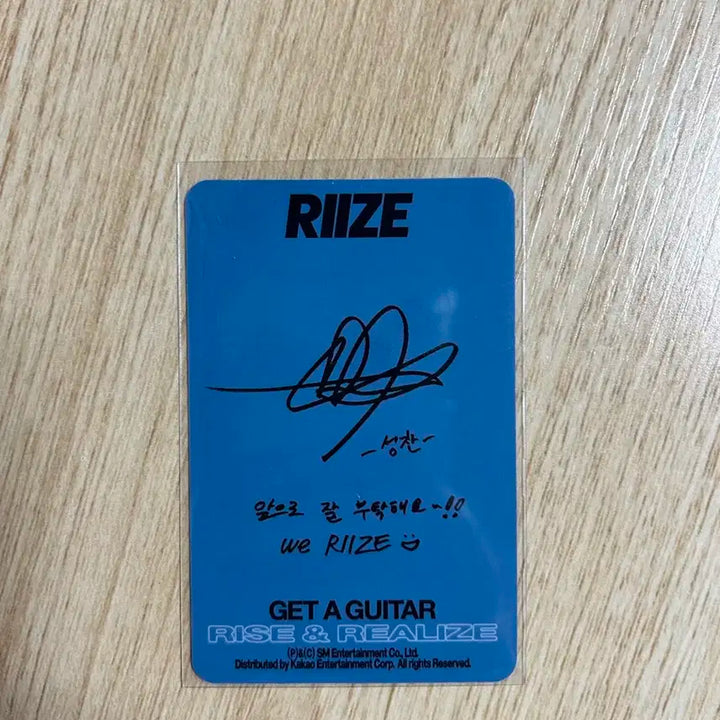 RIIZE
-성찬-
앞으로 잘 부탁해요~!!
we RIIZE
GET A GUITAR
RISE & REALIZE
(P)&(C) SM Entertainment Co., Ltd.
Distributed by Kakao Entertainment Corp. All rights Reserved.